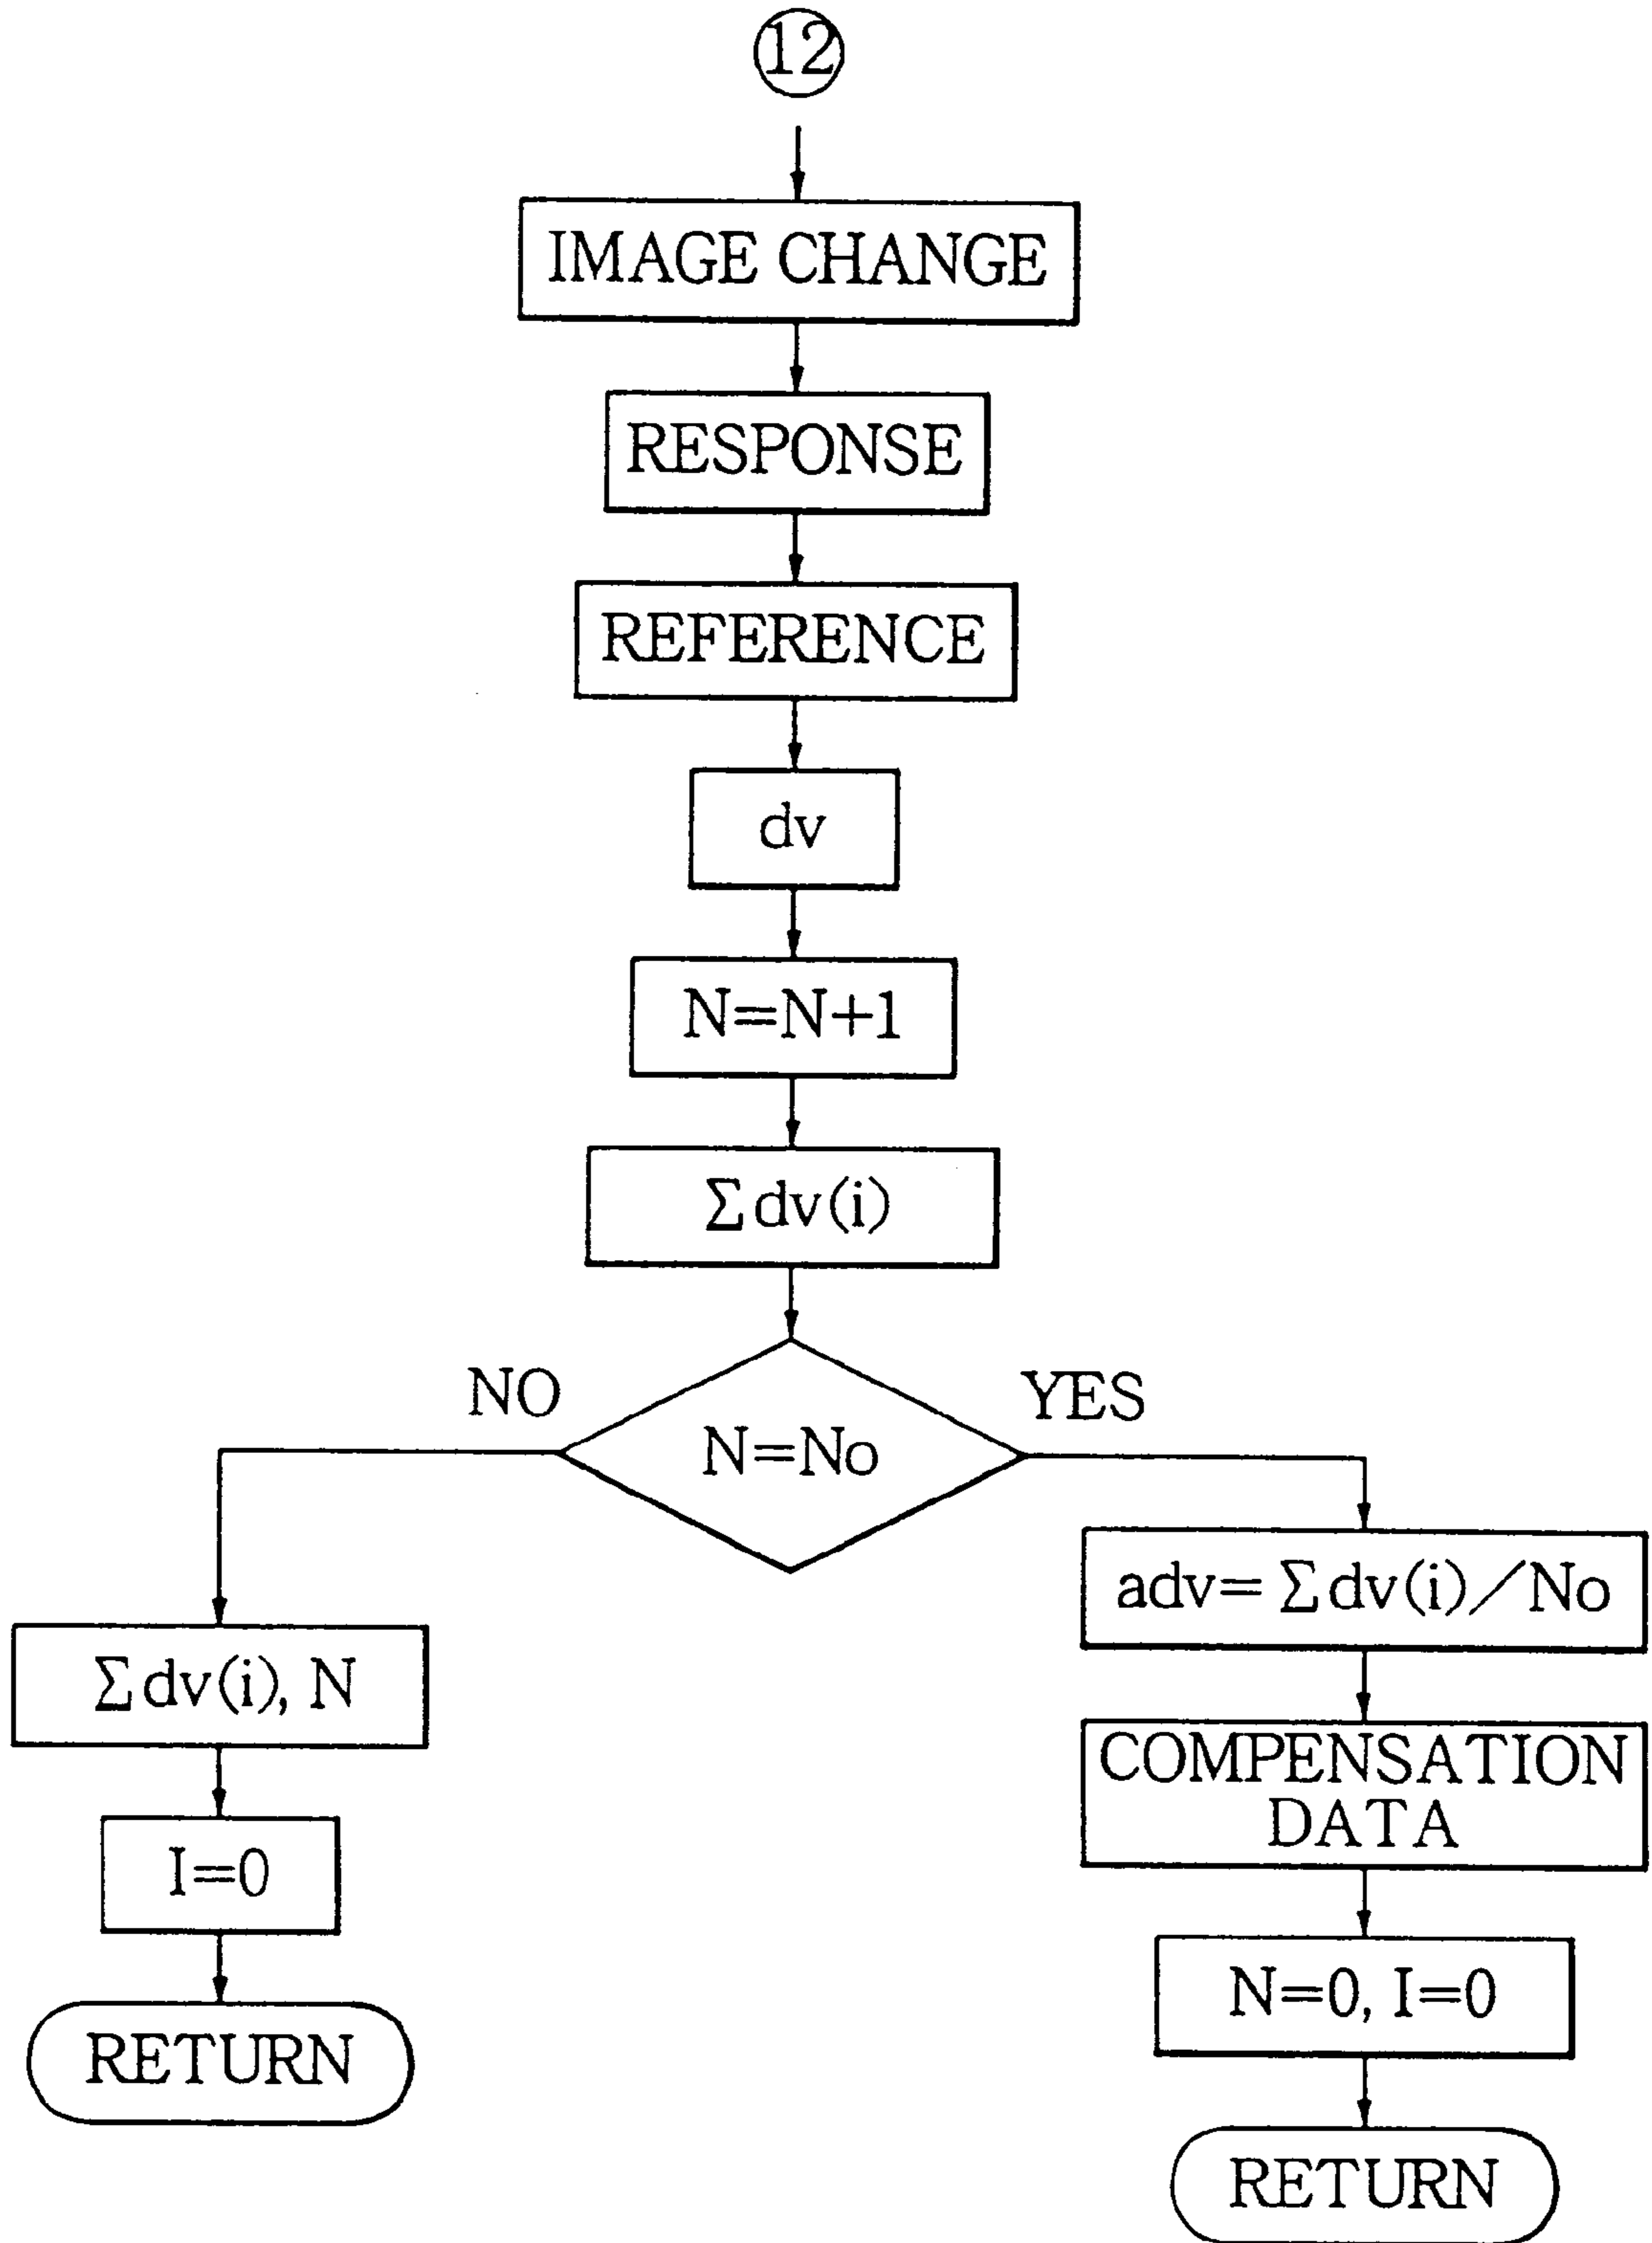 12
IMAGE CHANGE
RESPONSE
REFERENCE
dv
N=N+1
Σdv(i)
NO
YES
N=No
adv=Σdv(i)/No
Σdv(i), N
COMPENSATION
DATA
I=0
N=0, I=0
RETURN
RETURN